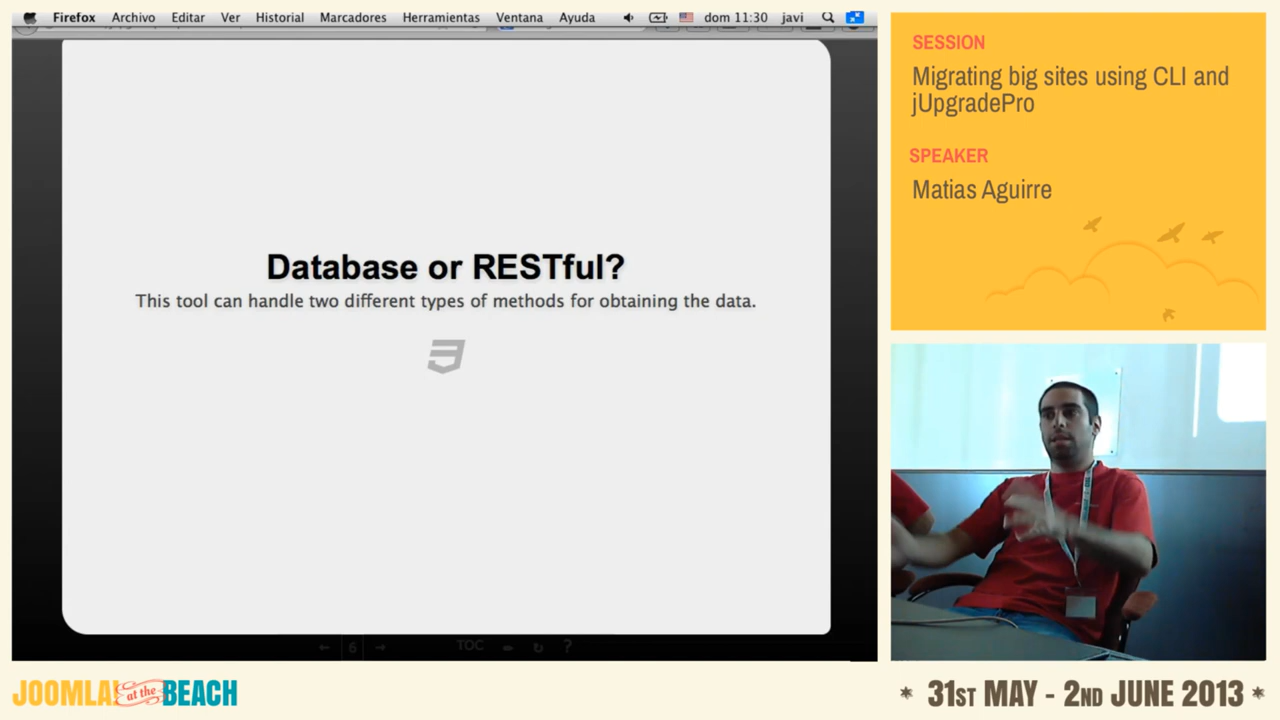 Firefox Archivo Editar Ver Historial Marcadores Herramientas Ventana Ayuda dom 11:30 javi
Database or RESTful?
This tool can handle two different types of methods for obtaining the data.
← 6 → TOC ↻ ?
SESSION
Migrating big sites using CLI and
jUpgradePro
SPEAKER
Matias Aguirre
JOOMLA! at the BEACH
* 31ST MAY - 2ND JUNE 2013 *